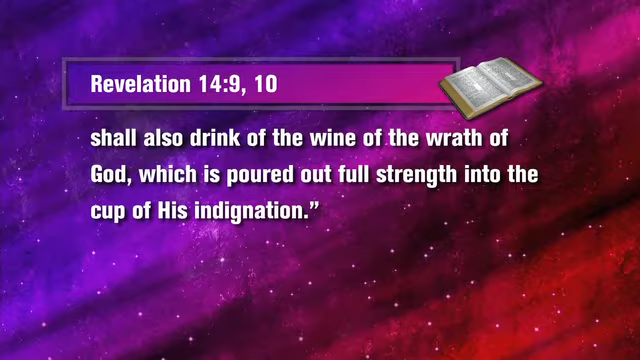 Revelation 14:9, 10
shall also drink of the wine of the wrath of
God, which is poured out full strength into the
cup of His indignation.”